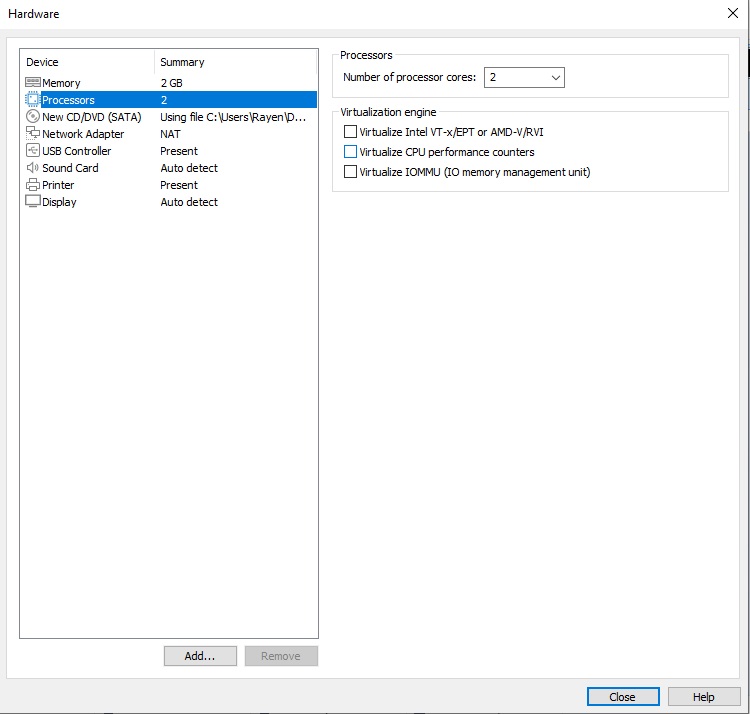 Hardware
Device Summary
Memory 2 GB
Processors 2
New CD/DVD (SATA) Using file C:\Users\Rayen\D...
Network Adapter NAT
USB Controller Present
Sound Card Auto detect
Printer Present
Display Auto detect
Add... Remove
Processors
Number of processor cores: 2
Virtualization engine
Virtualize Intel VT-x/EPT or AMD-V/RVI
Virtualize CPU performance counters
Virtualize IOMMU (IO memory management unit)
Close Help